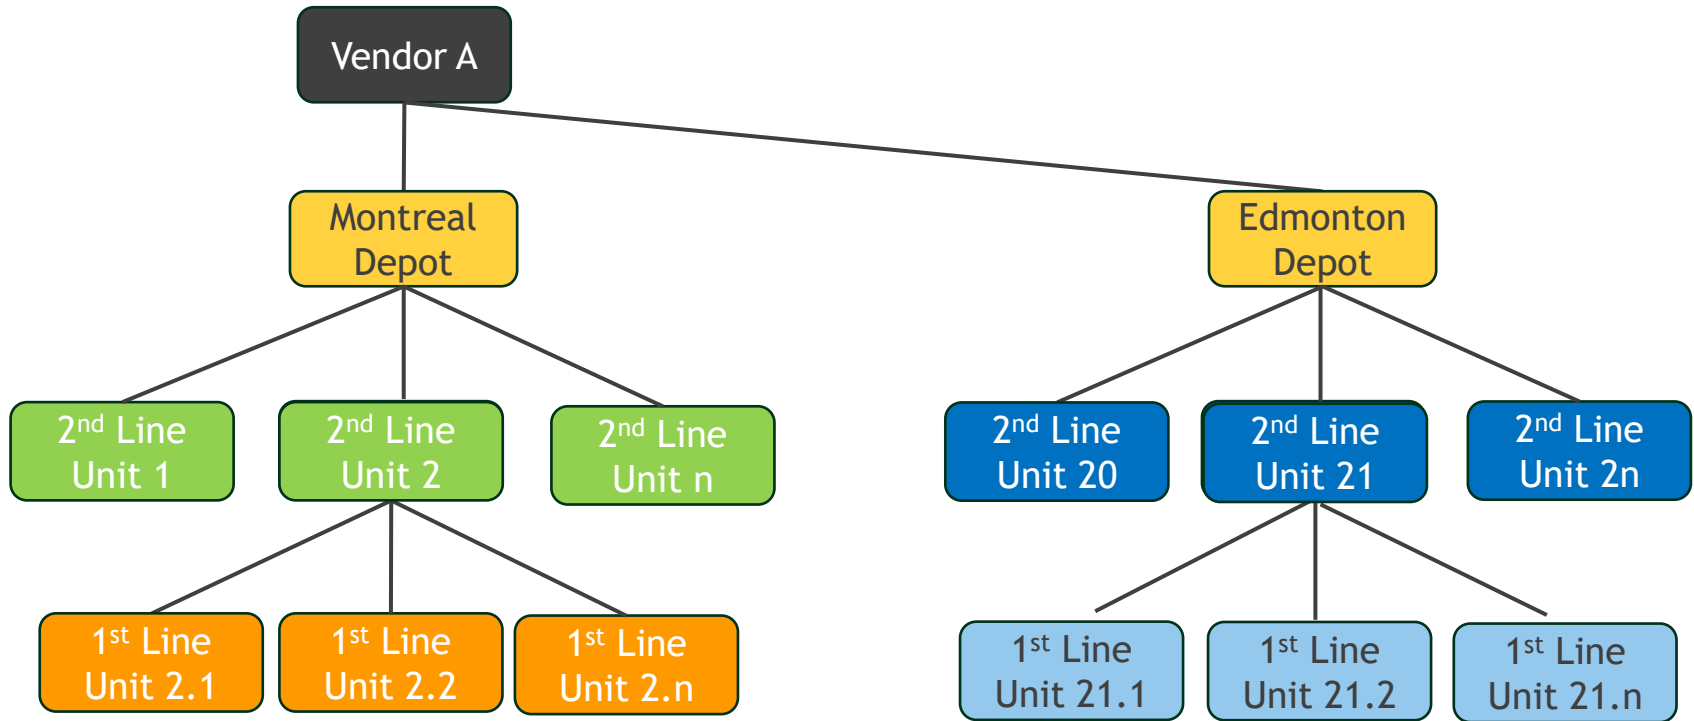 Vendor A
Montreal
Depot
Edmonton
Depot
2nd Line
Unit 1
2nd Line
Unit 2
2nd Line
Unit n
2nd Line
Unit 20
2nd Line
Unit 21
2nd Line
Unit 2n
1st Line
Unit 2.1
1st Line
Unit 2.2
1st Line
Unit 2.n
1st Line
Unit 21.1
1st Line
Unit 21.2
1st Line
Unit 21.n